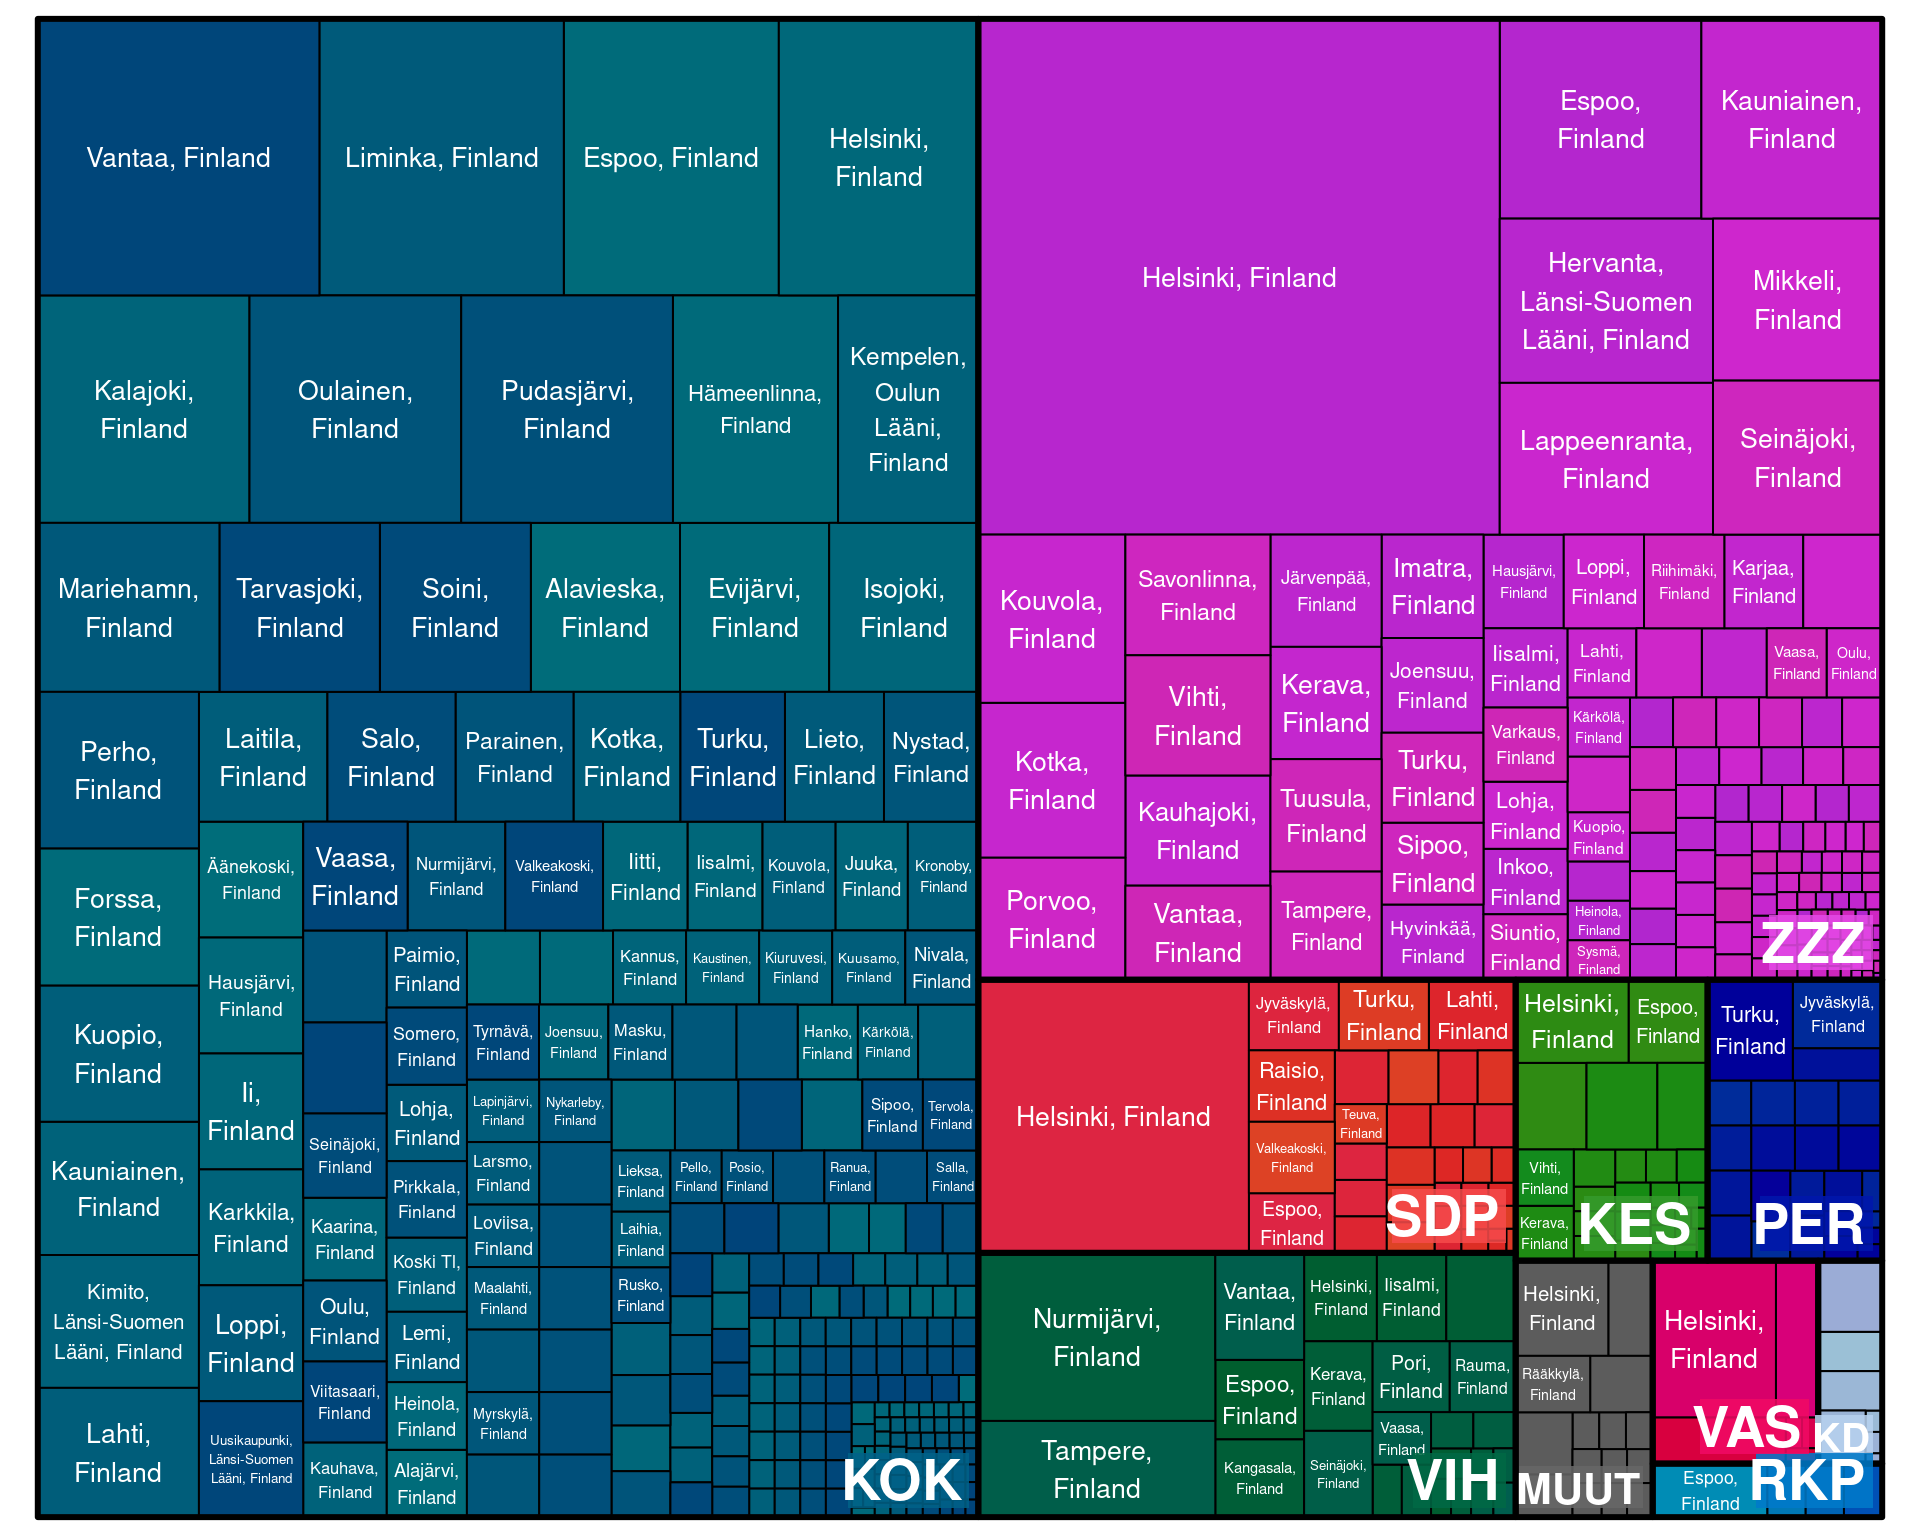 Vantaa, Finland
Liminka, Finland
Espoo, Finland
Helsinki,
Finland
Kalajoki,
Finland
Oulainen,
Finland
Pudasjärvi,
Finland
Hämeenlinna,
Finland
Kempelen,
Oulun
Lääni,
Finland
Mariehamn,
Finland
Tarvasjoki,
Finland
Soini,
Finland
Alavieska,
Finland
Evijärvi,
Finland
Isojoki,
Finland
Perho,
Finland
Forssa,
Finland
Kuopio,
Finland
Kauniainen,
Finland
Kimito,
Länsi-Suomen
Lääni, Finland
Lahti,
Finland
Laitila,
Finland
Salo,
Finland
Parainen,
Finland
Kotka,
Finland
Turku,
Finland
Lieto,
Finland
Nystad,
Finland
Äänekoski,
Finland
Hausjärvi,
Finland
Ii,
Finland
Karkkila,
Finland
Loppi,
Finland
Uusikaupunki,
Länsi-Suomen
Lääni, Finland
Vaasa,
Finland
Nurmijärvi,
Finland
Valkeakoski,
Finland
Iitti,
Finland
Iisalmi,
Finland
Kouvola,
Finland
Juuka,
Finland
Kronoby,
Finland
Seinäjoki,
Finland
Kaarina,
Finland
Oulu,
Finland
Viitasaari,
Finland
Kauhava,
Finland
Paimio,
Finland
Somero,
Finland
Lohja,
Finland
Pirkkala,
Finland
Koski Tl,
Finland
Lemi,
Finland
Heinola,
Finland
Alajärvi,
Finland
Kannus,
Finland
Kaustinen,
Finland
Kiuruvesi,
Finland
Kuusamo,
Finland
Nivala,
Finland
Tyrnävä,
Finland
Joensuu,
Finland
Masku,
Finland
Hanko,
Finland
Kärkölä,
Finland
Lapinjärvi,
Finland
Nykarleby,
Finland
Sipoo,
Finland
Tervola,
Finland
Larsmo,
Finland
Loviisa,
Finland
Maalahti,
Finland
Myrskylä,
Finland
Lieksa,
Finland
Pello,
Finland
Posio,
Finland
Ranua,
Finland
Salla,
Finland
Laihia,
Finland
Rusko,
Finland
KOK
Helsinki, Finland
Espoo,
Finland
Kauniainen,
Finland
Hervanta,
Länsi-Suomen
Lääni, Finland
Mikkeli,
Finland
Lappeenranta,
Finland
Seinäjoki,
Finland
Kouvola,
Finland
Kotka,
Finland
Porvoo,
Finland
Savonlinna,
Finland
Vihti,
Finland
Kauhajoki,
Finland
Vantaa,
Finland
Järvenpää,
Finland
Kerava,
Finland
Tuusula,
Finland
Tampere,
Finland
Imatra,
Finland
Joensuu,
Finland
Turku,
Finland
Sipoo,
Finland
Hyvinkää,
Finland
Hausjärvi,
Finland
Loppi,
Finland
Riihimäki,
Finland
Karjaa,
Finland
Iisalmi,
Finland
Varkaus,
Finland
Lohja,
Finland
Inkoo,
Finland
Siuntio,
Finland
Lahti,
Finland
Vaasa,
Finland
Oulu,
Finland
Kärkölä,
Finland
Kuopio,
Finland
Heinola,
Finland
Sysmä,
Finland
ZZZ
Helsinki, Finland
Jyväskylä,
Finland
Turku,
Finland
Lahti,
Finland
Raisio,
Finland
Valkeakoski,
Finland
Espoo,
Finland
Teuva,
Finland
SDP
Helsinki,
Finland
Espoo,
Finland
Vihti,
Finland
Kerava,
Finland
KES
Turku,
Finland
Jyväskylä,
Finland
PER
Nurmijärvi,
Finland
Tampere,
Finland
Vantaa,
Finland
Espoo,
Finland
Kangasala,
Finland
Helsinki,
Finland
Iisalmi,
Finland
Kerava,
Finland
Seinäjoki,
Finland
Pori,
Finland
Rauma,
Finland
Vaasa,
Finland
VIH
Helsinki,
Finland
Rääkkylä,
Finland
MUUT
Helsinki,
Finland
VAS
KD
Espoo,
Finland
RKP